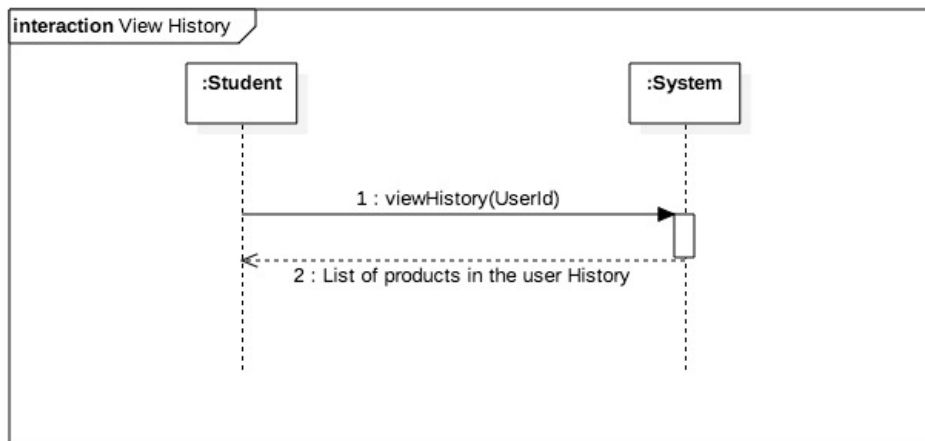 interaction View History
:Student
:System
1 : viewHistory(UserId)
2 : List of products in the user History